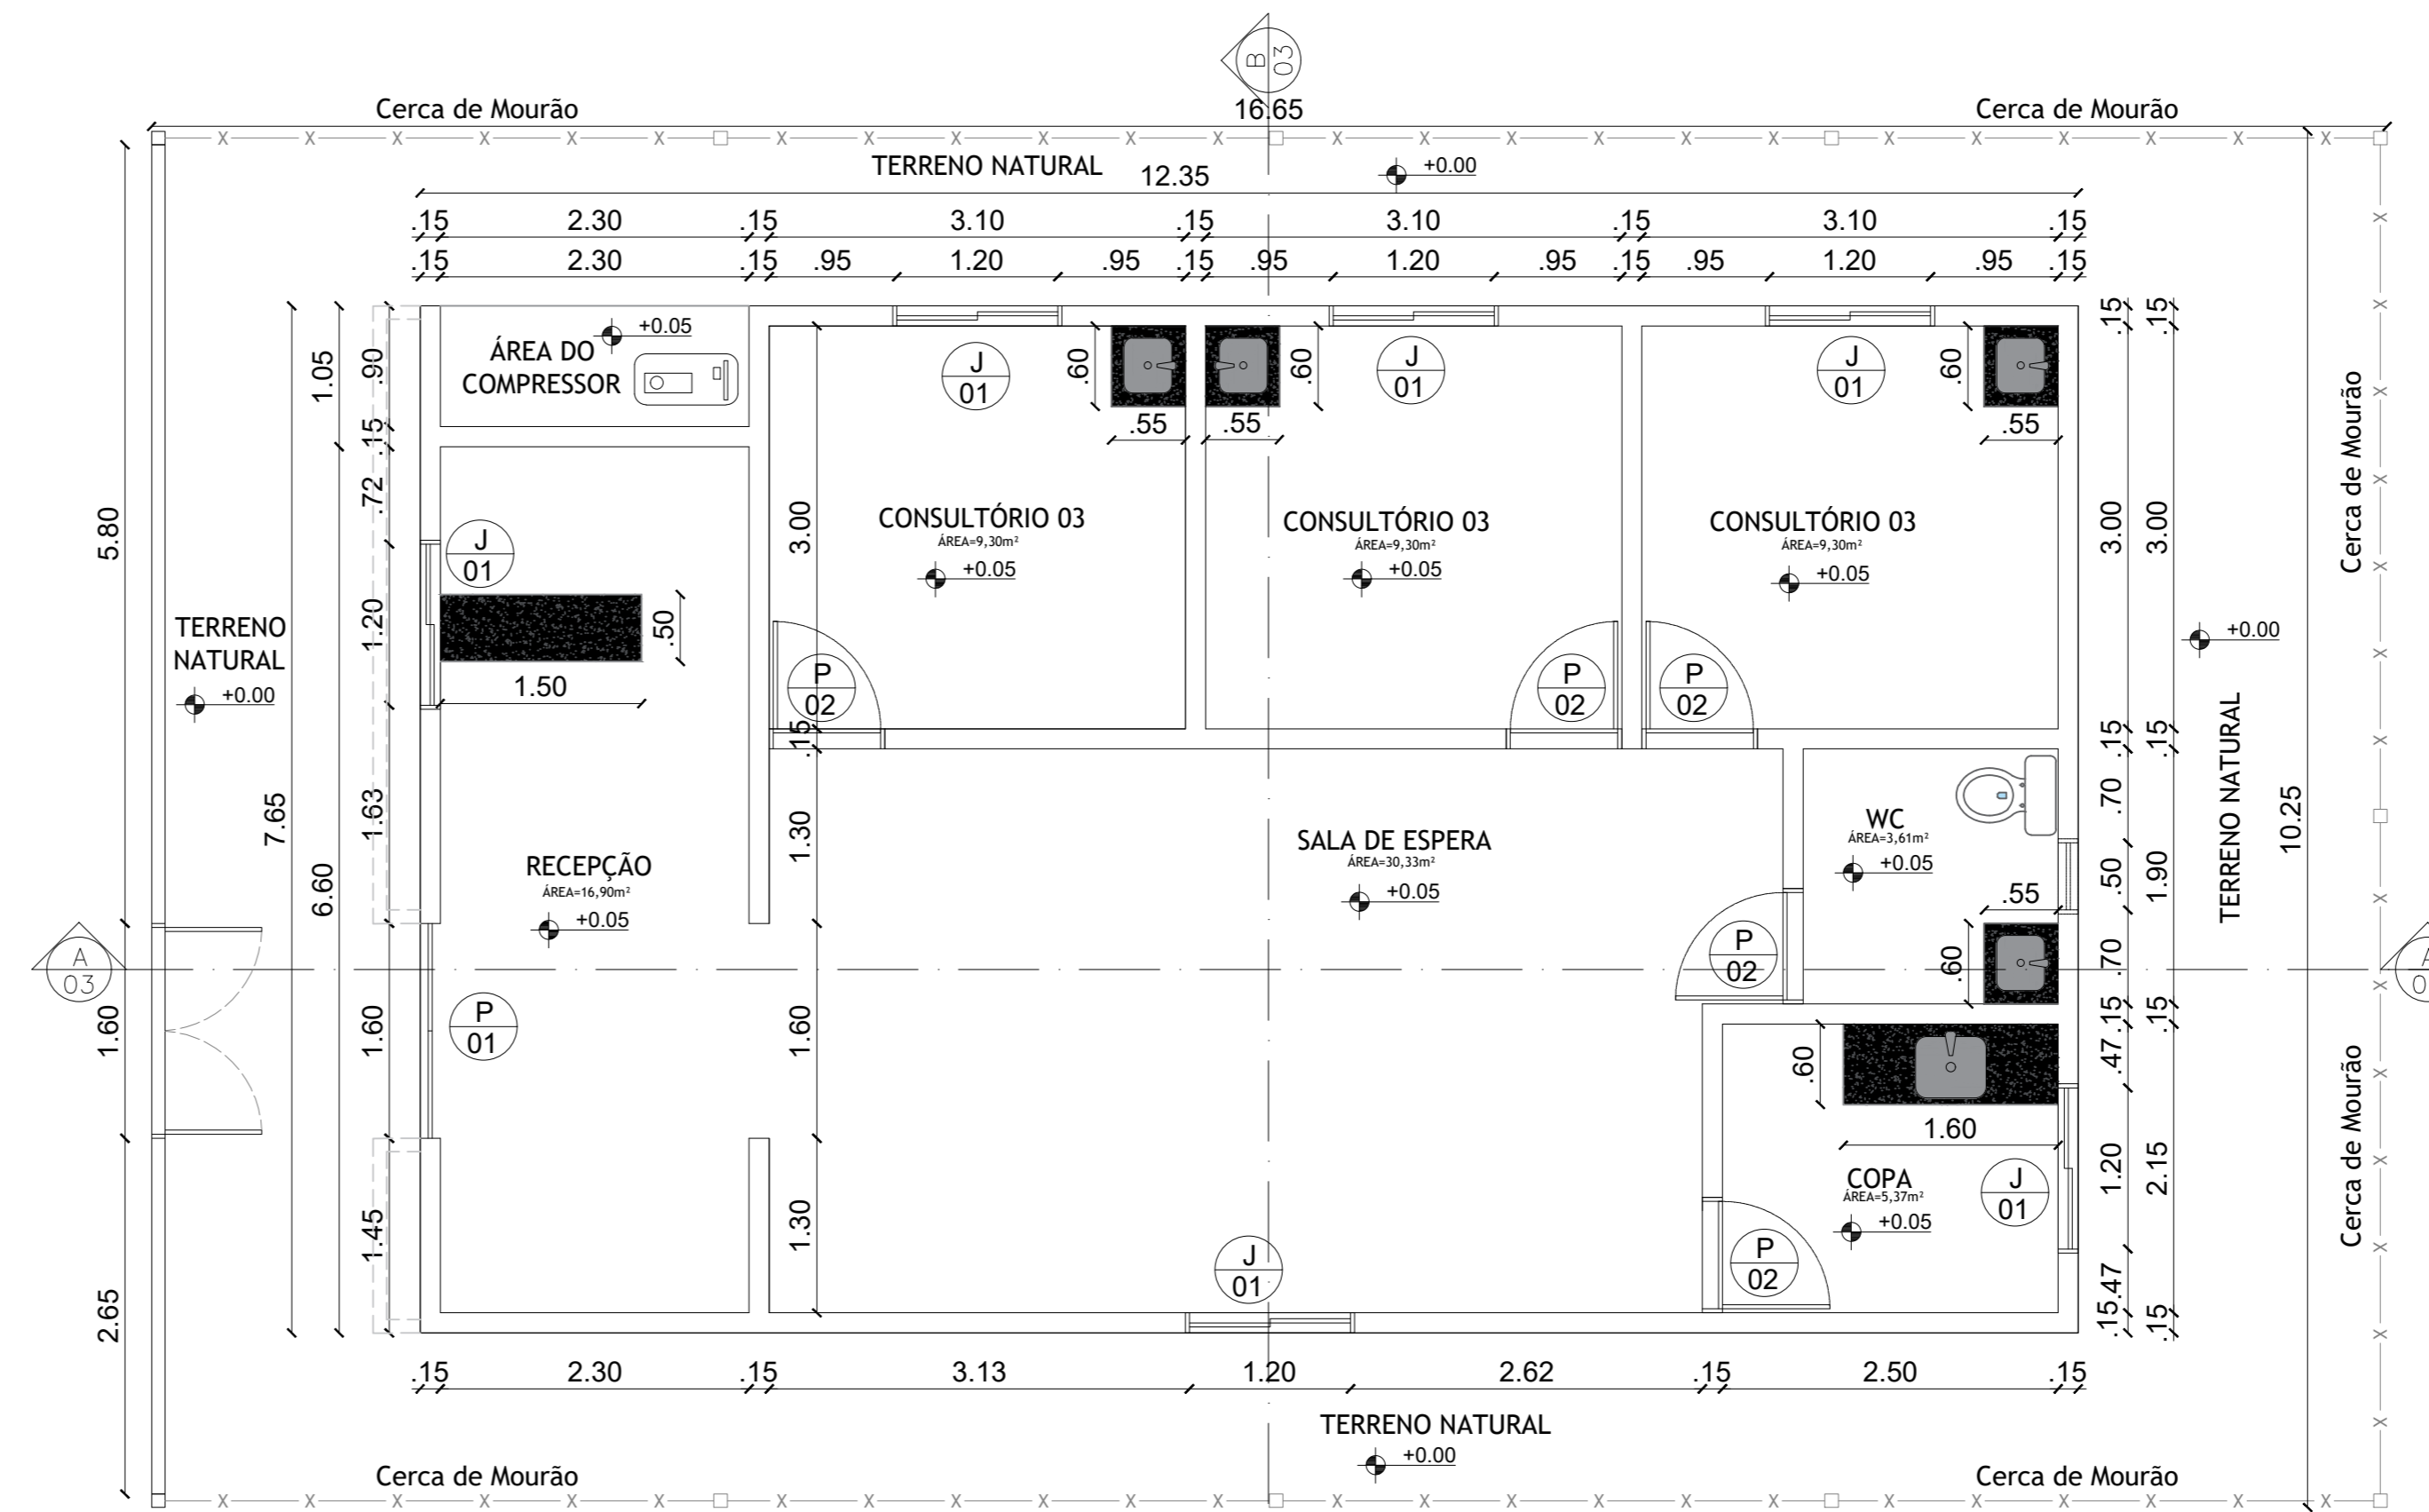 B
03
Cerca de Mourão
16.65
Cerca de Mourão
TERRENO NATURAL
12.35
+0.00
.15 2.30 .15 3.10 .15 3.10 .15 3.10 .15
.15 2.30 .15 .95 1.20 .95 .15 .95 1.20 .95 .15 .95 1.20 .95 .15
5.80
1.60
2.65
TERRENO
NATURAL
+0.00
7.65
1.05
6.60
.90
.15
.72
1.20
1.63
1.60
1.45
ÁREA DO
COMPRESSOR
+0.05
J
01
.50
1.50
RECEPÇÃO
ÁREA=16,90m²
+0.05
P
01
A
03
3.00
.15
1.30
1.60
1.30
J
01
.60
.55
CONSULTÓRIO 03
ÁREA=9,30m²
+0.05
P
02
.60
.55
J
01
CONSULTÓRIO 03
ÁREA=9,30m²
+0.05
P
02
J
01
.60
.55
CONSULTÓRIO 03
ÁREA=9,30m²
+0.05
P
02
SALA DE ESPERA
ÁREA=30,33m²
+0.05
J
01
WC
ÁREA=3,61m²
+0.05
.55
.60
P
02
.60
1.60
COPA
ÁREA=5,37m²
+0.05
J
01
P
02
.15
3.00
.15
.70
.50
.70
.15
.47
1.20
.47
.15
.15
3.00
.15
1.90
.15
2.15
.15
+0.00
TERRENO NATURAL
10.25
Cerca de Mourão
Cerca de Mourão
.15 2.30 .15 3.13 1.20 2.62 .15 2.50 .15
TERRENO NATURAL
+0.00
Cerca de Mourão
Cerca de Mourão